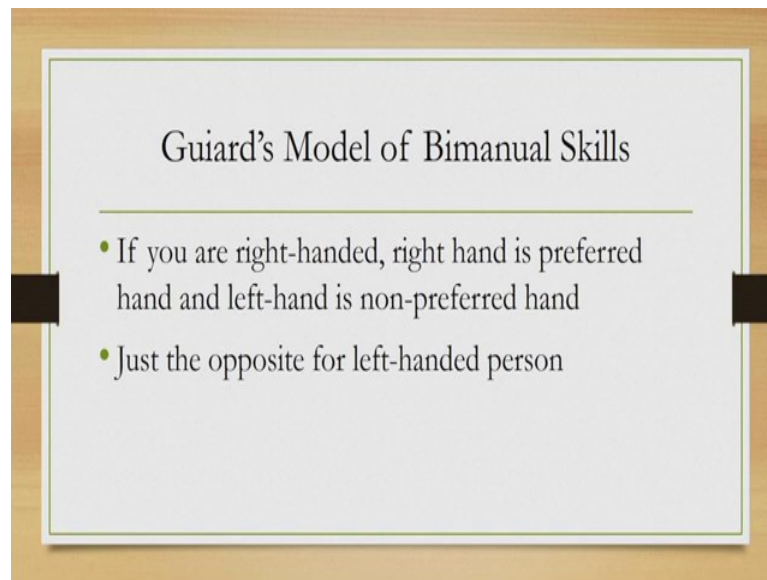 Guiard's Model of Bimanual Skills
• If you are right-handed, right hand is preferred
hand and left-hand is non-preferred hand
• Just the opposite for left-handed person